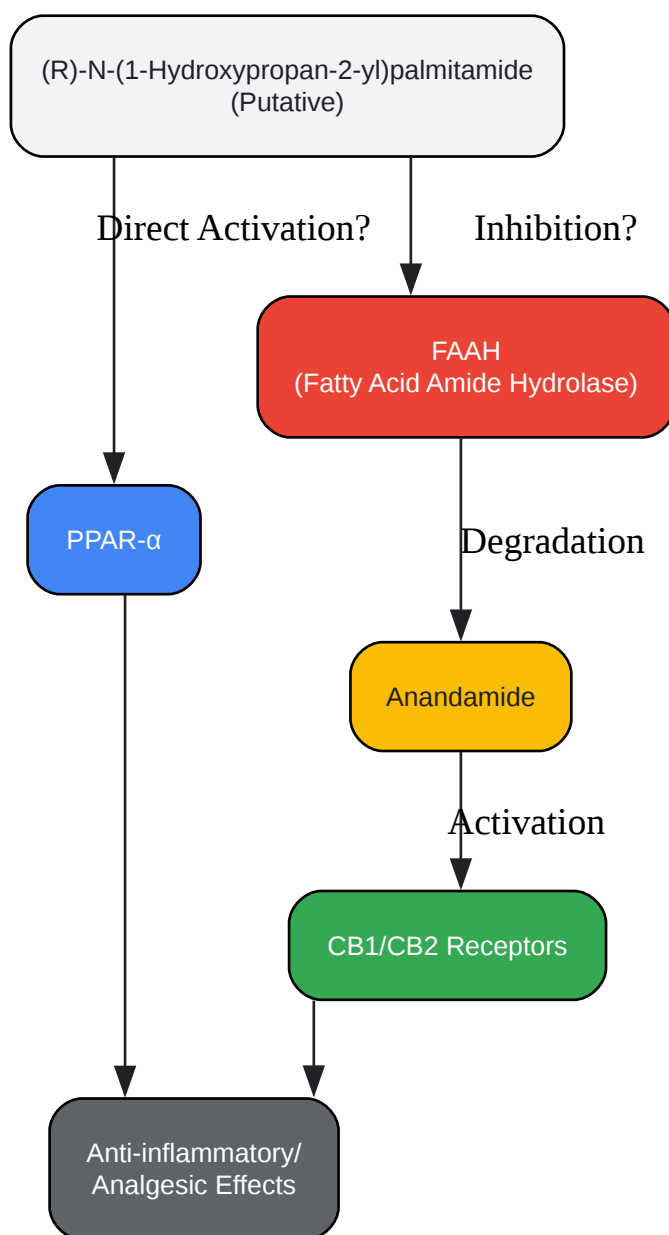 (R)-N-(1-Hydroxypropan-2-yl)palmitamide
(Putative)
Direct Activation?
Inhibition?
FAAH
(Fatty Acid Amide Hydrolase)
PPAR-α
Degradation
Anandamide
Activation
CB1/CB2 Receptors
Anti-inflammatory/
Analgesic Effects